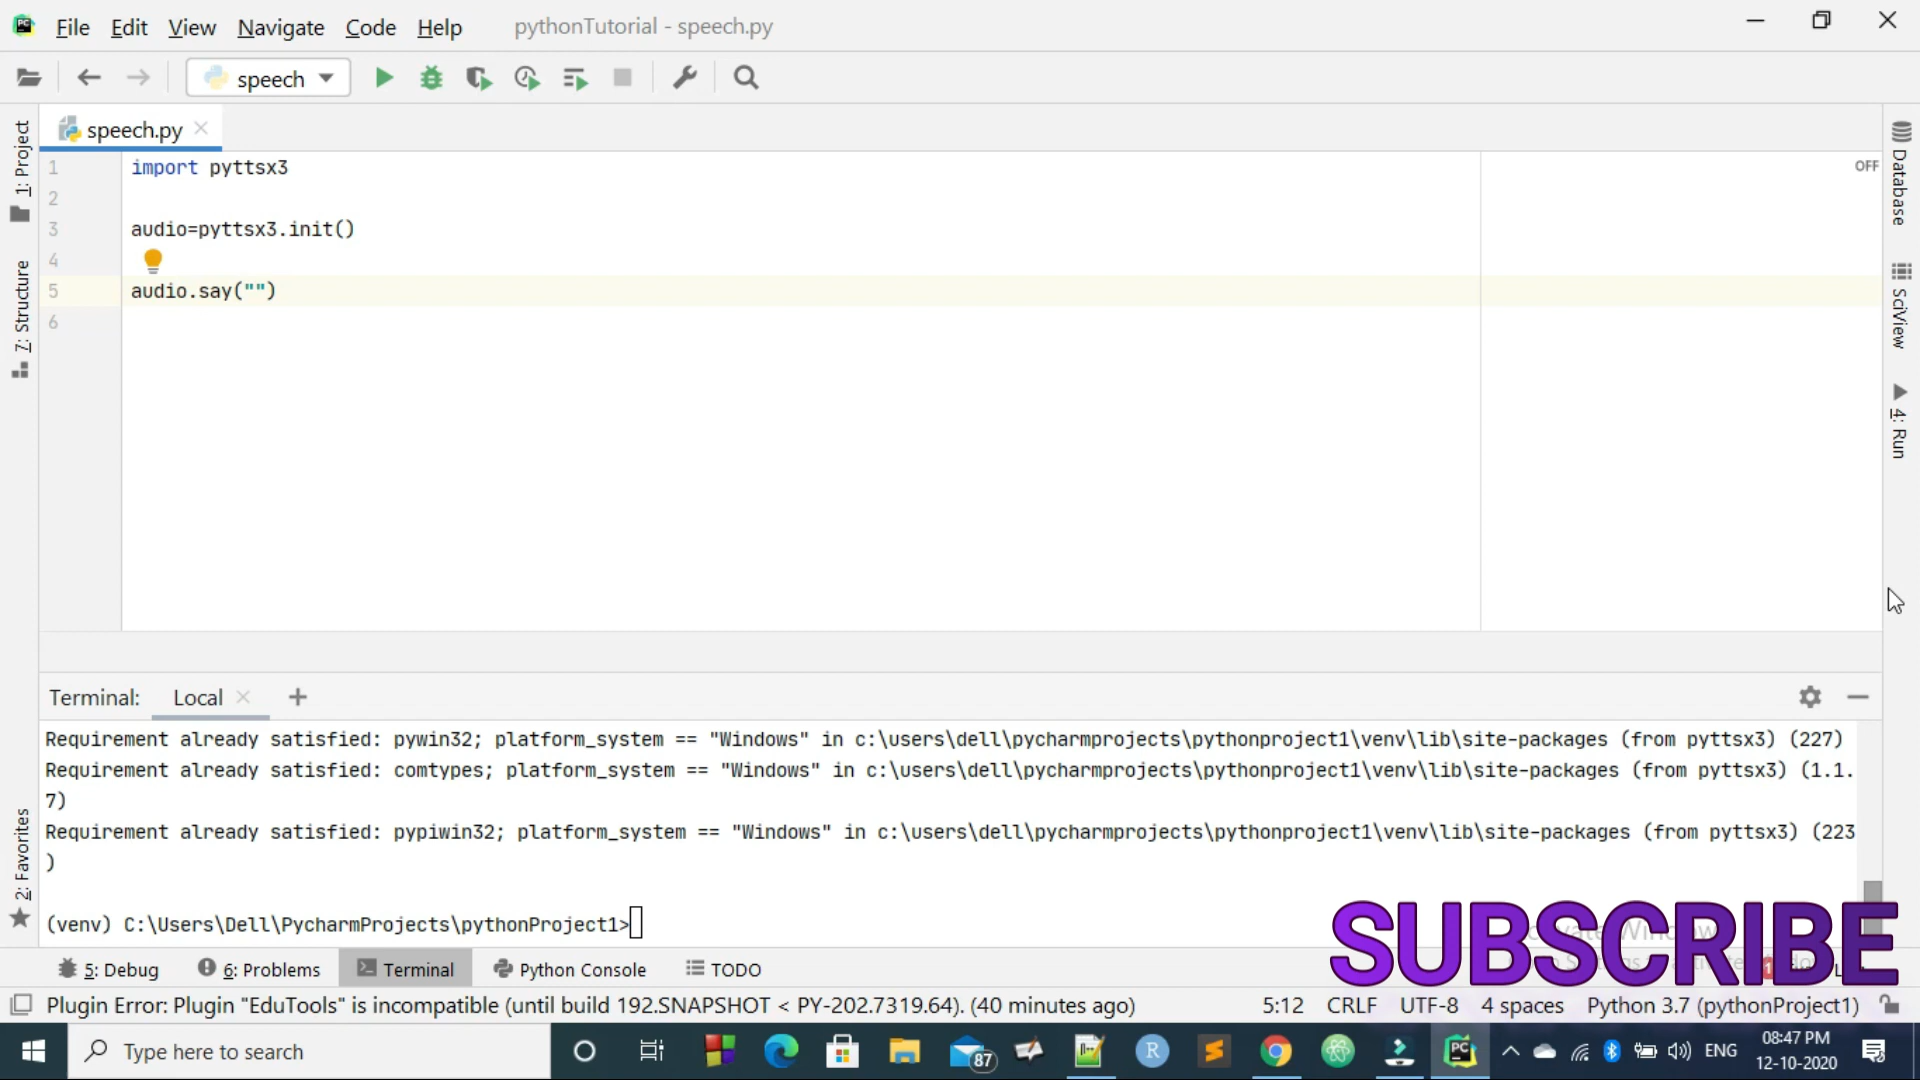 File Edit View Navigate Code Help pythonTutorial - speech.py
speech
speech.py
1 import pyttsx3
2
3 audio=pyttsx3.init()
4
5 audio.say("")
6
OFF
1: Project
7: Structure
2: Favorites
Database
SciView
4: Run
Terminal: Local
Requirement already satisfied: pywin32; platform_system == "Windows" in c:\users\dell\pycharmprojects\pythonproject1\venv\lib\site-packages (from pyttsx3) (227)
Requirement already satisfied: comtypes; platform_system == "Windows" in c:\users\dell\pycharmprojects\pythonproject1\venv\lib\site-packages (from pyttsx3) (1.1.
7)
Requirement already satisfied: pypiwin32; platform_system == "Windows" in c:\users\dell\pycharmprojects\pythonproject1\venv\lib\site-packages (from pyttsx3) (223
)
(venv) C:\Users\Dell\PycharmProjects\pythonProject1>
SUBSCRIBE
5: Debug 6: Problems Terminal Python Console TODO
Plugin Error: Plugin "EduTools" is incompatible (until build 192.SNAPSHOT < PY-202.7319.64). (40 minutes ago) 5:12 CRLF UTF-8 4 spaces Python 3.7 (pythonProject1)
Type here to search 87 ENG 08:47 PM
12-10-2020